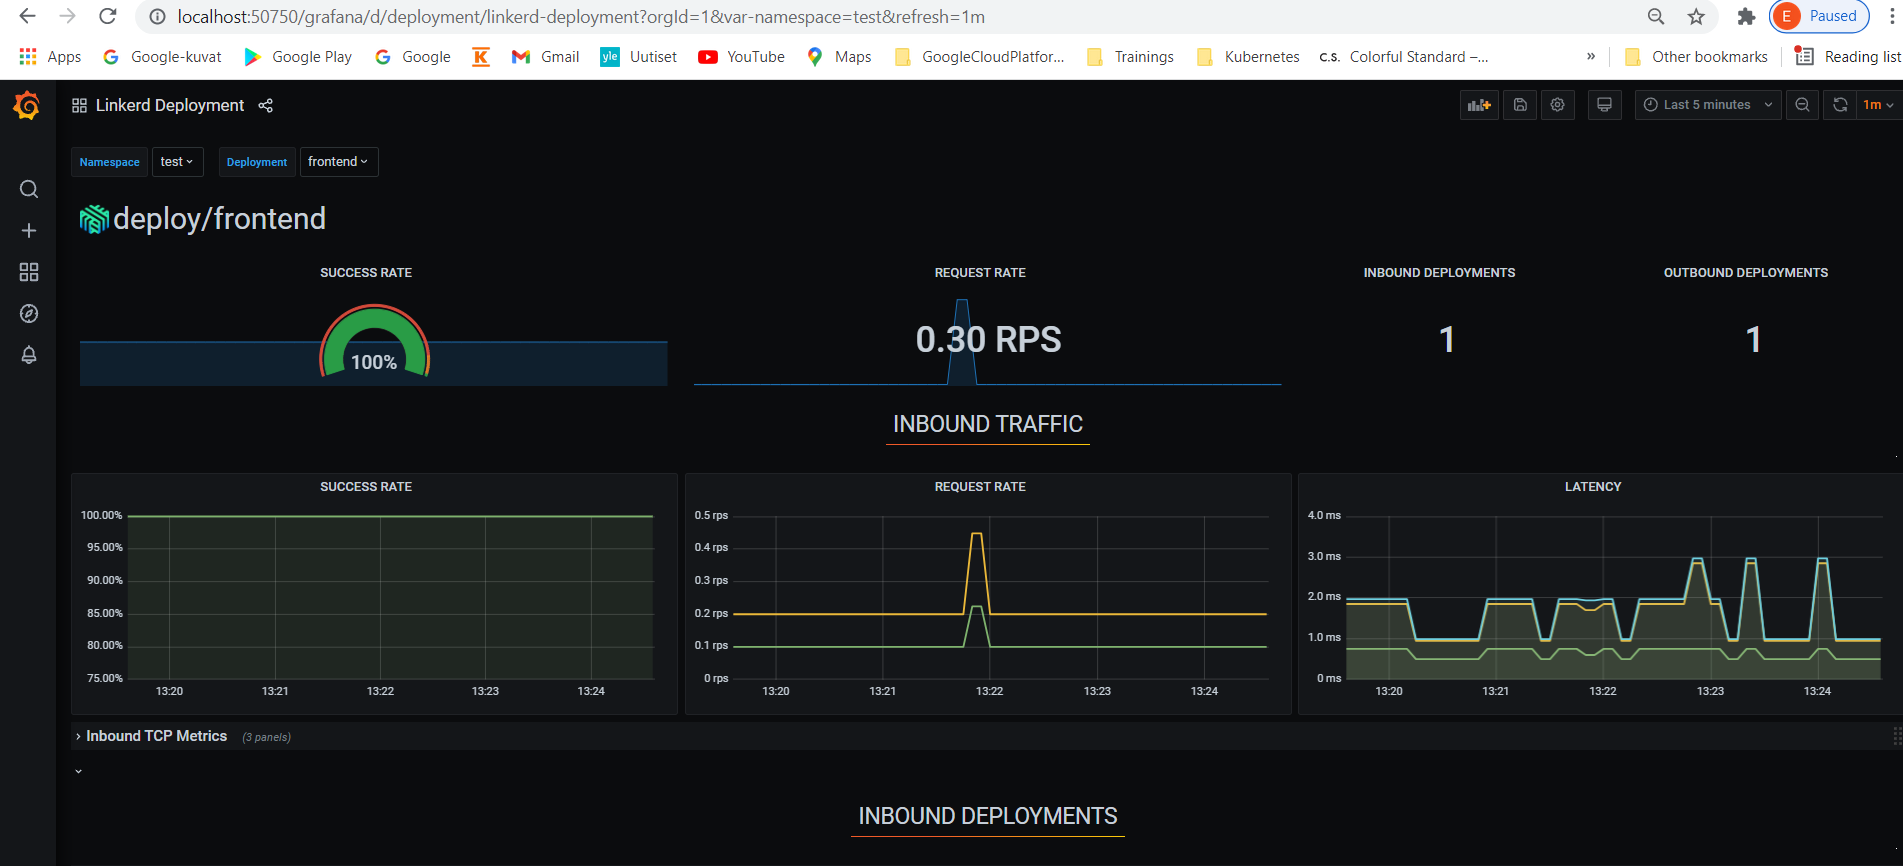 localhost:50750/grafana/d/deployment/linkerd-deployment?orgId=1&var-namespace=test&refresh=1m
E Paused
Apps Google-kuvat Google Play Google K Gmail yle Uutiset YouTube Maps GoogleCloudPlatfor... Trainings Kubernetes C.S. Colorful Standard –... » Other bookmarks Reading list
Linkerd Deployment
Last 5 minutes
1m
Namespace test Deployment frontend
deploy/frontend
SUCCESS RATE
100%
REQUEST RATE
0.30 RPS
INBOUND DEPLOYMENTS
1
OUTBOUND DEPLOYMENTS
1
INBOUND TRAFFIC
SUCCESS RATE
100.00%
95.00%
90.00%
85.00%
80.00%
75.00%
13:20 13:21 13:22 13:23 13:24
REQUEST RATE
0.5 rps
0.4 rps
0.3 rps
0.2 rps
0.1 rps
0 rps
13:20 13:21 13:22 13:23 13:24
LATENCY
4.0 ms
3.0 ms
2.0 ms
1.0 ms
0 ms
13:20 13:21 13:22 13:23 13:24
Inbound TCP Metrics (3 panels)
INBOUND DEPLOYMENTS